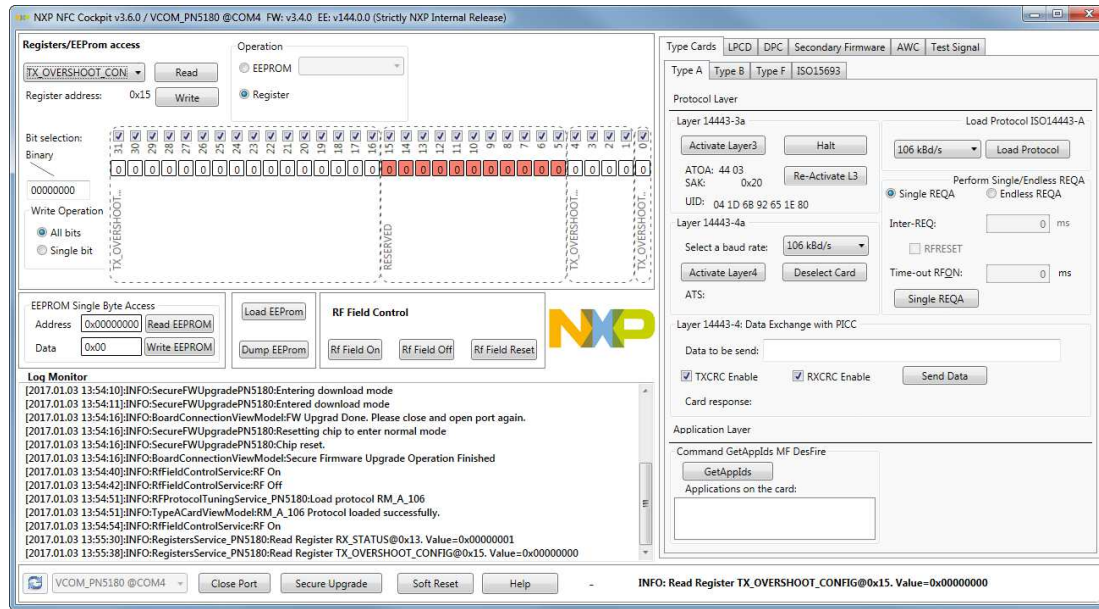 NXP NFC Cockpit v3.6.0 / VCOM_PN5180 @COM4 FW: v3.4.0 EE: v144.0.0 (Strictly NXP Internal Release)
Registers/EEProm access
Operation
TX_OVERSHOOT_CON
Read
EEPROM
Register address: 0x15
Write
Register
Bit selection:
31 30 29 28 27 26 25 24 23 22 21 20 19 18 17 16 15 14 13 12 11 10 9 8 7 6 5 4 3 2 1 0
Binary
0 0 0 0 0 0 0 0 0 0 0 0 0 0 0 0 0 0 0 0 0 0 0 0 0 0 0 0 0 0 0 0
00000000
Write Operation
All bits
Single bit
TX_OVERSHOOT...
RESERVED
TX_OVERSHOOT...
TX_OVERSHOOT...
EEPROM Single Byte Access
Address 0x00000000 Read EEPROM
Data 0x00 Write EEPROM
Load EEProm
Dump EEProm
RF Field Control
Rf Field On Rf Field Off Rf Field Reset
NXP
Log Monitor
[2017.01.03 13:54:10]:INFO:SecureFWUpgradePN5180:Entering download mode
[2017.01.03 13:54:11]:INFO:SecureFWUpgradePN5180:Entered download mode
[2017.01.03 13:54:16]:INFO:BoardConnectionViewModel:FW Upgrad Done. Please close and open port again.
[2017.01.03 13:54:16]:INFO:SecureFWUpgradePN5180:Resetting chip to enter normal mode
[2017.01.03 13:54:16]:INFO:SecureFWUpgradePN5180:Chip reset.
[2017.01.03 13:54:16]:INFO:BoardConnectionViewModel:Secure Firmware Upgrade Operation Finished
[2017.01.03 13:54:40]:INFO:RfFieldControlService:RF On
[2017.01.03 13:54:42]:INFO:RfFieldControlService:RF Off
[2017.01.03 13:54:51]:INFO:RFProtocolTuningService_PN5180:Load protocol RM_A_106
[2017.01.03 13:54:51]:INFO:TypeACardViewModel:RM_A_106 Protocol loaded successfully.
[2017.01.03 13:54:54]:INFO:RfFieldControlService:RF On
[2017.01.03 13:55:30]:INFO:RegistersService_PN5180:Read Register RX_STATUS@0x13. Value=0x00000001
[2017.01.03 13:55:38]:INFO:RegistersService_PN5180:Read Register TX_OVERSHOOT_CONFIG@0x15. Value=0x00000000
Type Cards LPCD DPC Secondary Firmware AWC Test Signal
Type A Type B Type F ISO15693
Protocol Layer
Layer 14443-3a
Activate Layer3 Halt
ATQA: 44 03
SAK: 0x20
Re-Activate L3
UID: 04 1D 6B 92 65 1E 80
Load Protocol ISO14443-A
106 kBd/s Load Protocol
Perform Single/Endless REQA
Single REQA Endless REQA
Inter-REQ: 0 ms
RFRESET
Time-out RFON: 0 ms
Single REQA
Layer 14443-4a
Select a baud rate: 106 kBd/s
Activate Layer4 Deselect Card
ATS:
Layer 14443-4: Data Exchange with PICC
Data to be send:
TXCRC Enable RXCRC Enable Send Data
Card response:
Application Layer
Command GetAppIds MF DesFire
GetAppIds
Applications on the card:
VCOM_PN5180 @COM4 Close Port Secure Upgrade Soft Reset Help - INFO: Read Register TX_OVERSHOOT_CONFIG@0x15. Value=0x00000000